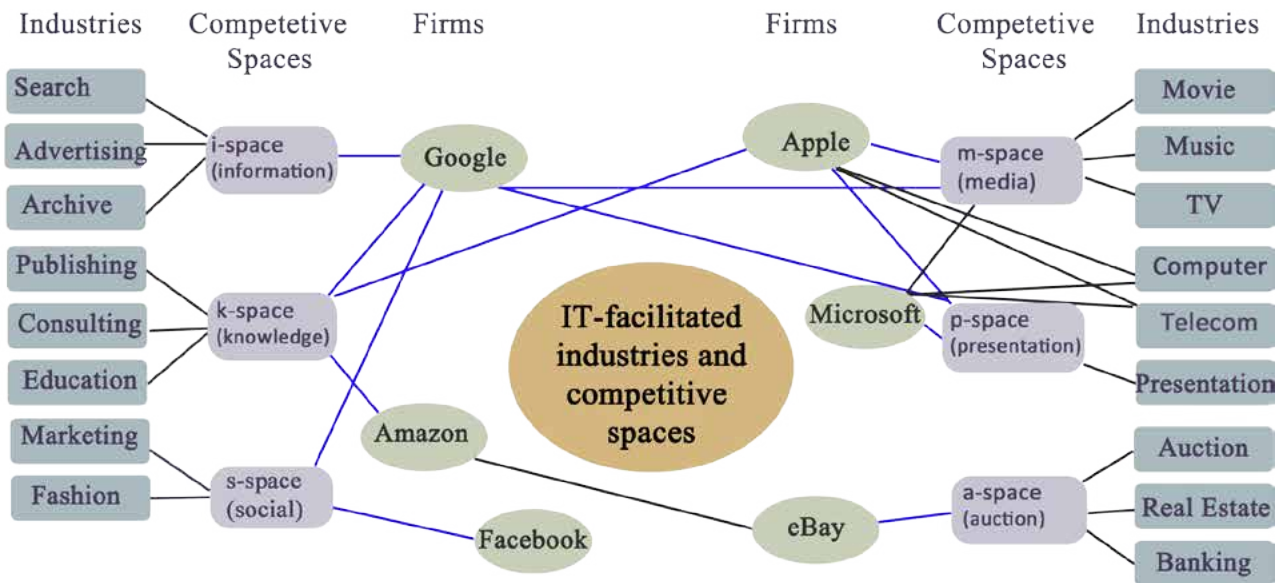 Industries
Competetive
Spaces
Firms
Firms
Competetive
Spaces
Industries
Search
Advertising
Archive
Publishing
Consulting
Education
Marketing
Fashion
i-space
(information)
k-space
(knowledge)
s-space
(social)
Google
Amazon
Facebook
IT-facilitated
industries and
competitive
spaces
Apple
Microsoft
eBay
m-space
(media)
p-space
(presentation)
a-space
(auction)
Movie
Music
TV
Computer
Telecom
Presentation
Auction
Real Estate
Banking